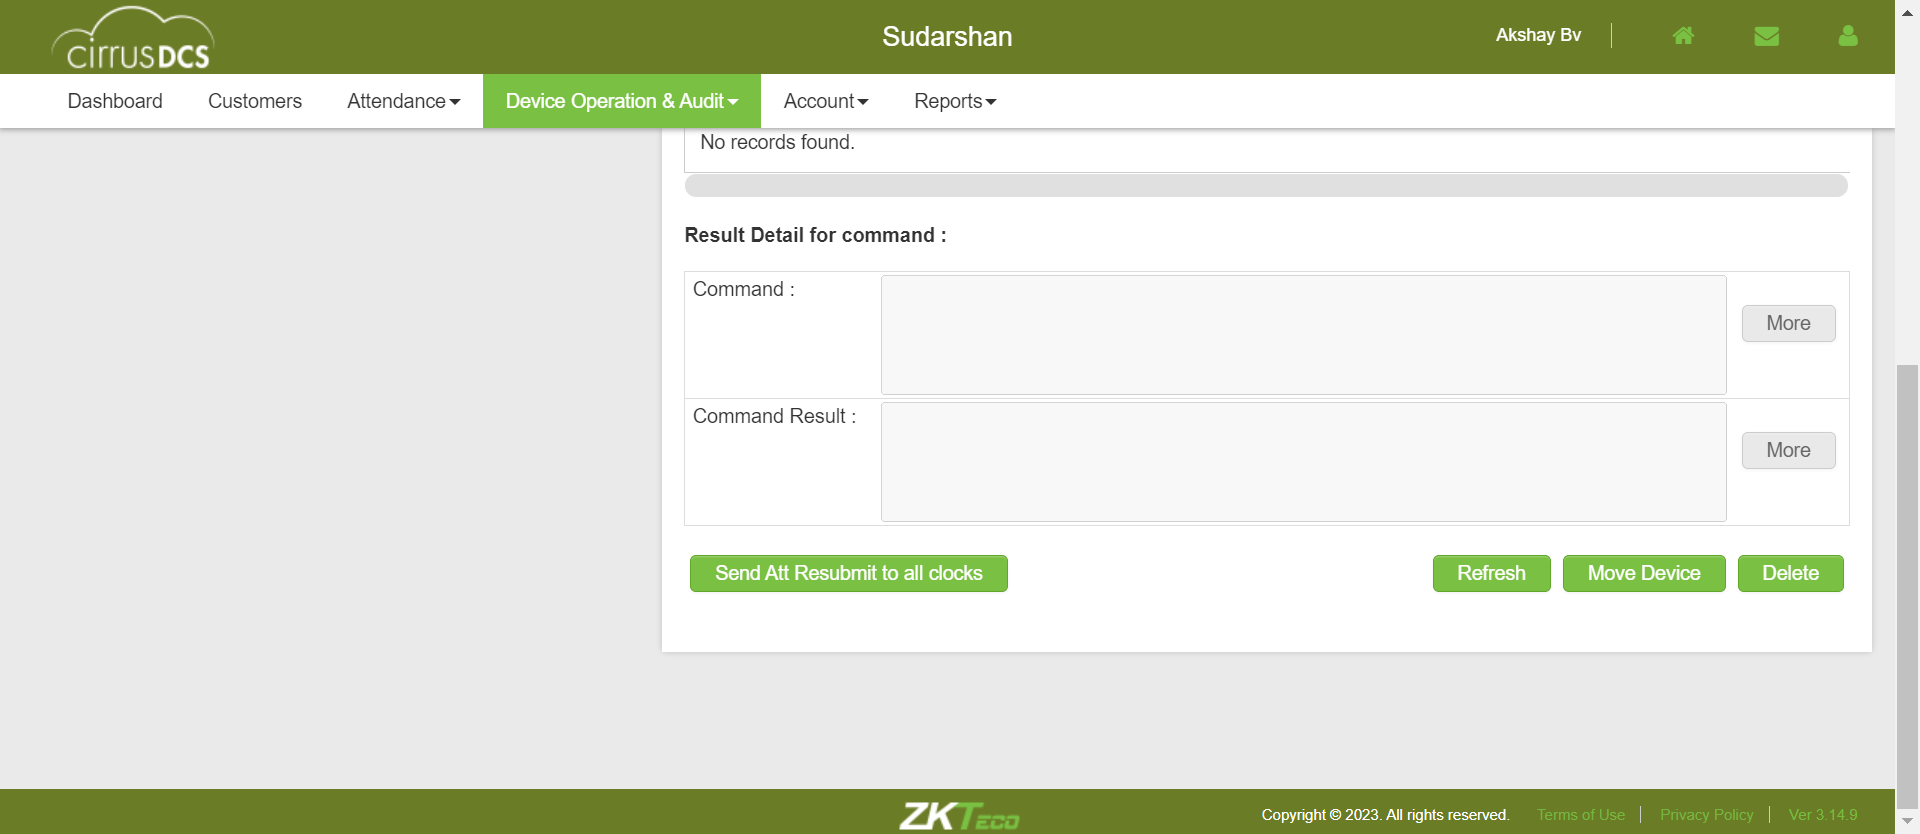 cirrusDCS
Sudarshan
Akshay Bv
Dashboard Customers Attendance Device Operation & Audit Account Reports
No records found.
Result Detail for command :
Command :
More
Command Result :
More
Send Att Resubmit to all clocks Refresh Move Device Delete
ZKTECO Copyright © 2023. All rights reserved. Terms of Use Privacy Policy Ver 3.14.9